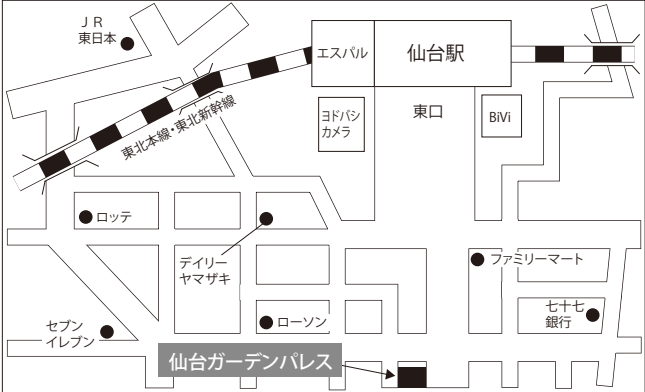 ＪＲ
東日本
エスパル
仙台駅
東北本線・東北新幹線
ヨドバシ
カメラ
東口
BiVi
ロッテ
デイリー
ヤマザキ
ファミリーマート
セブン
イレブン
ローソン
七十七
銀行
仙台ガーデンパレス